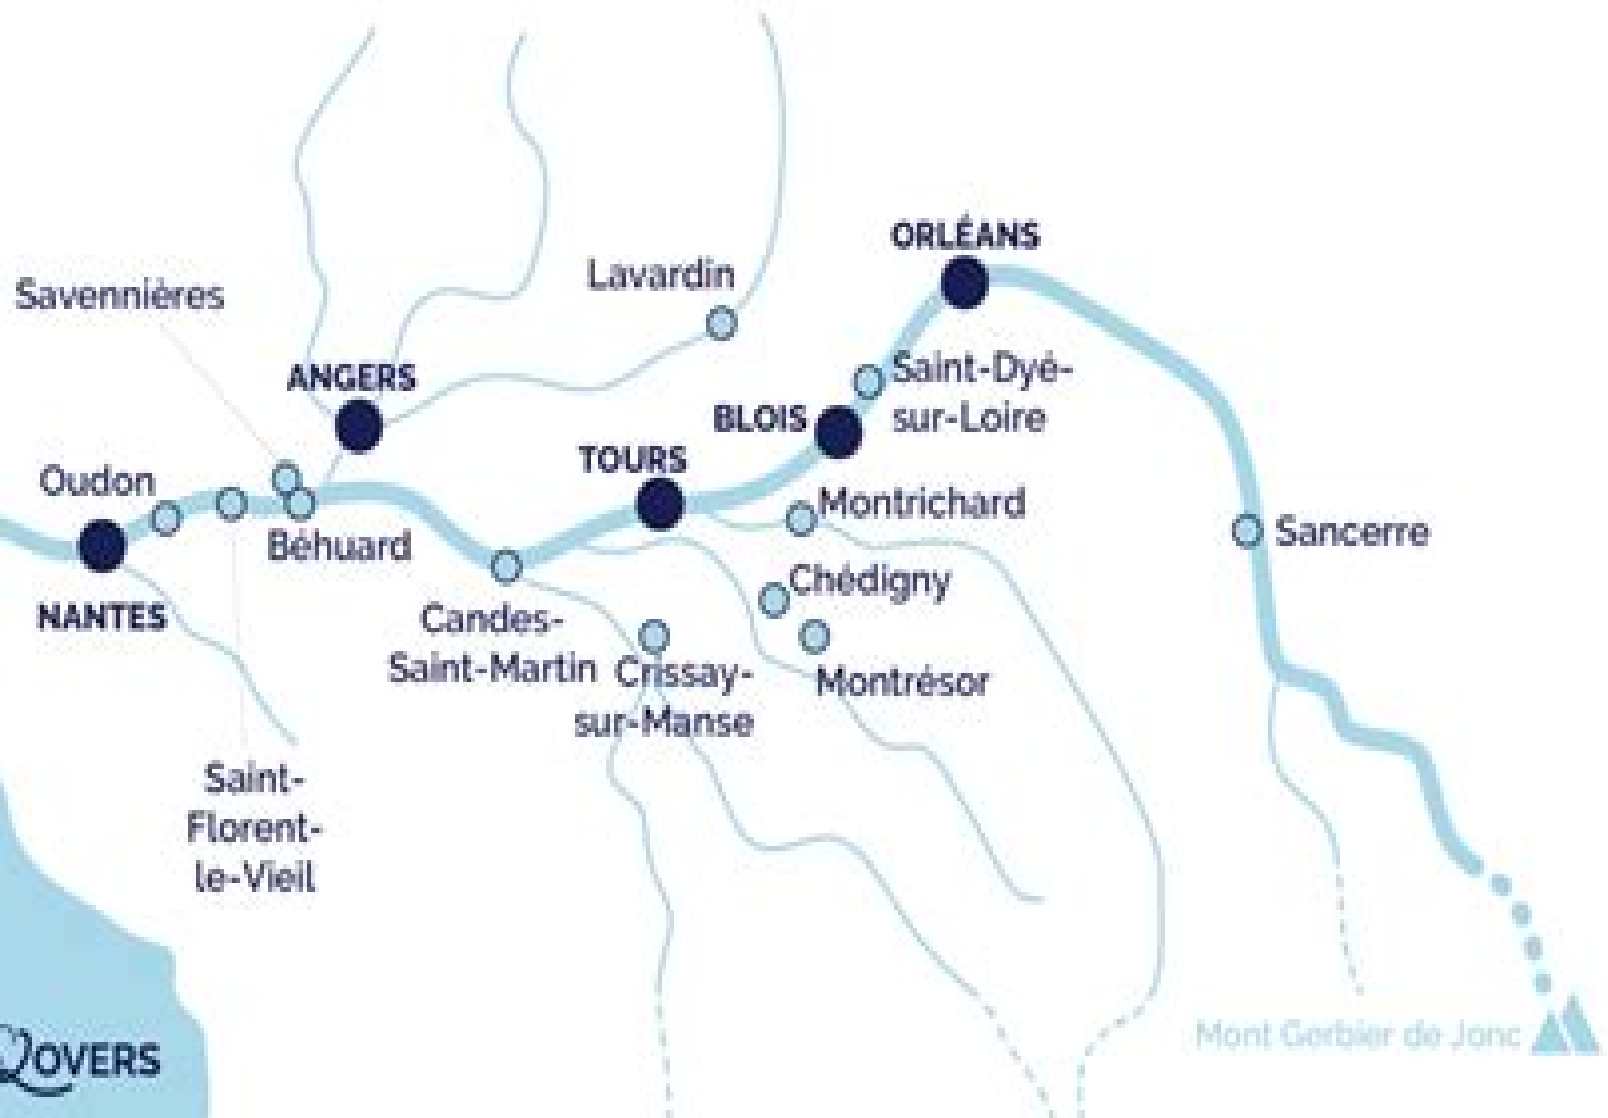 ORLÉANS
Lavardin
Savennières
Saint-Dyé-
sur-Loire
ANGERS
BLOIS
TOURS
Oudon
Montrichard
Sancerre
Béhuard
Chédigny
NANTES
Candes-
Saint-Martin
Crissay-
sur-Manse
Montrésor
Saint-
Florent-
le-Vieil
Mont Gerbier de Jonc